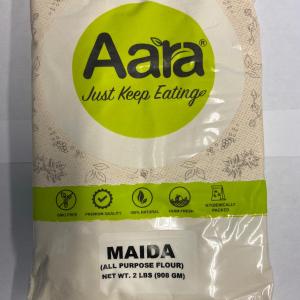 Aara®
Just Keep Eating
GMO FREE
PREMIUM QUALITY
100% NATURAL
FARM FRESH
HYGIENICALLY
PACKED
MAIDA
(ALL PURPOSE FLOUR)
NET WT. 2 LBS (908 GM)